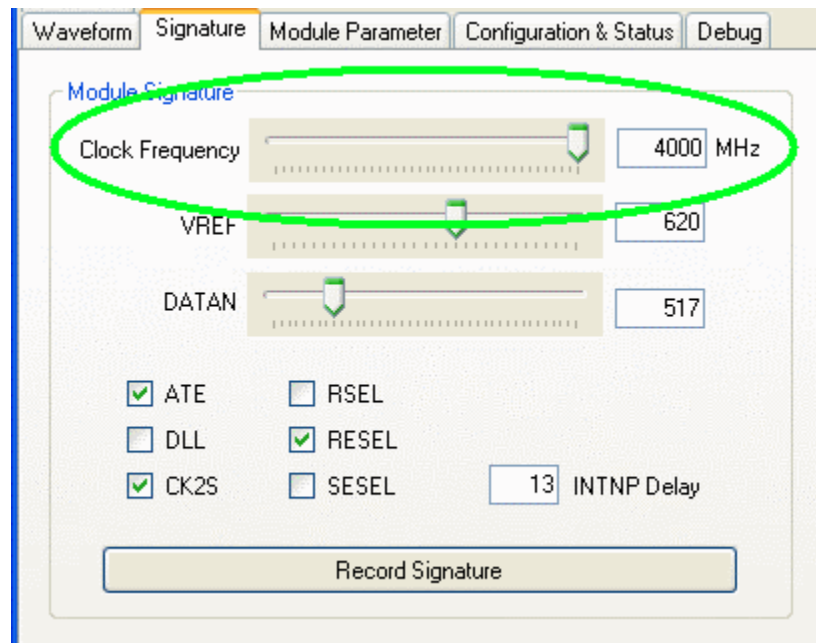 Waveform Signature Module Parameter Configuration & Status Debug
Module Signature
Clock Frequency 4000 MHz
VREF 620
DATAN 517
ATE RSEL
DLL RESEL
CK2S SESEL 13 INTNP Delay
Record Signature